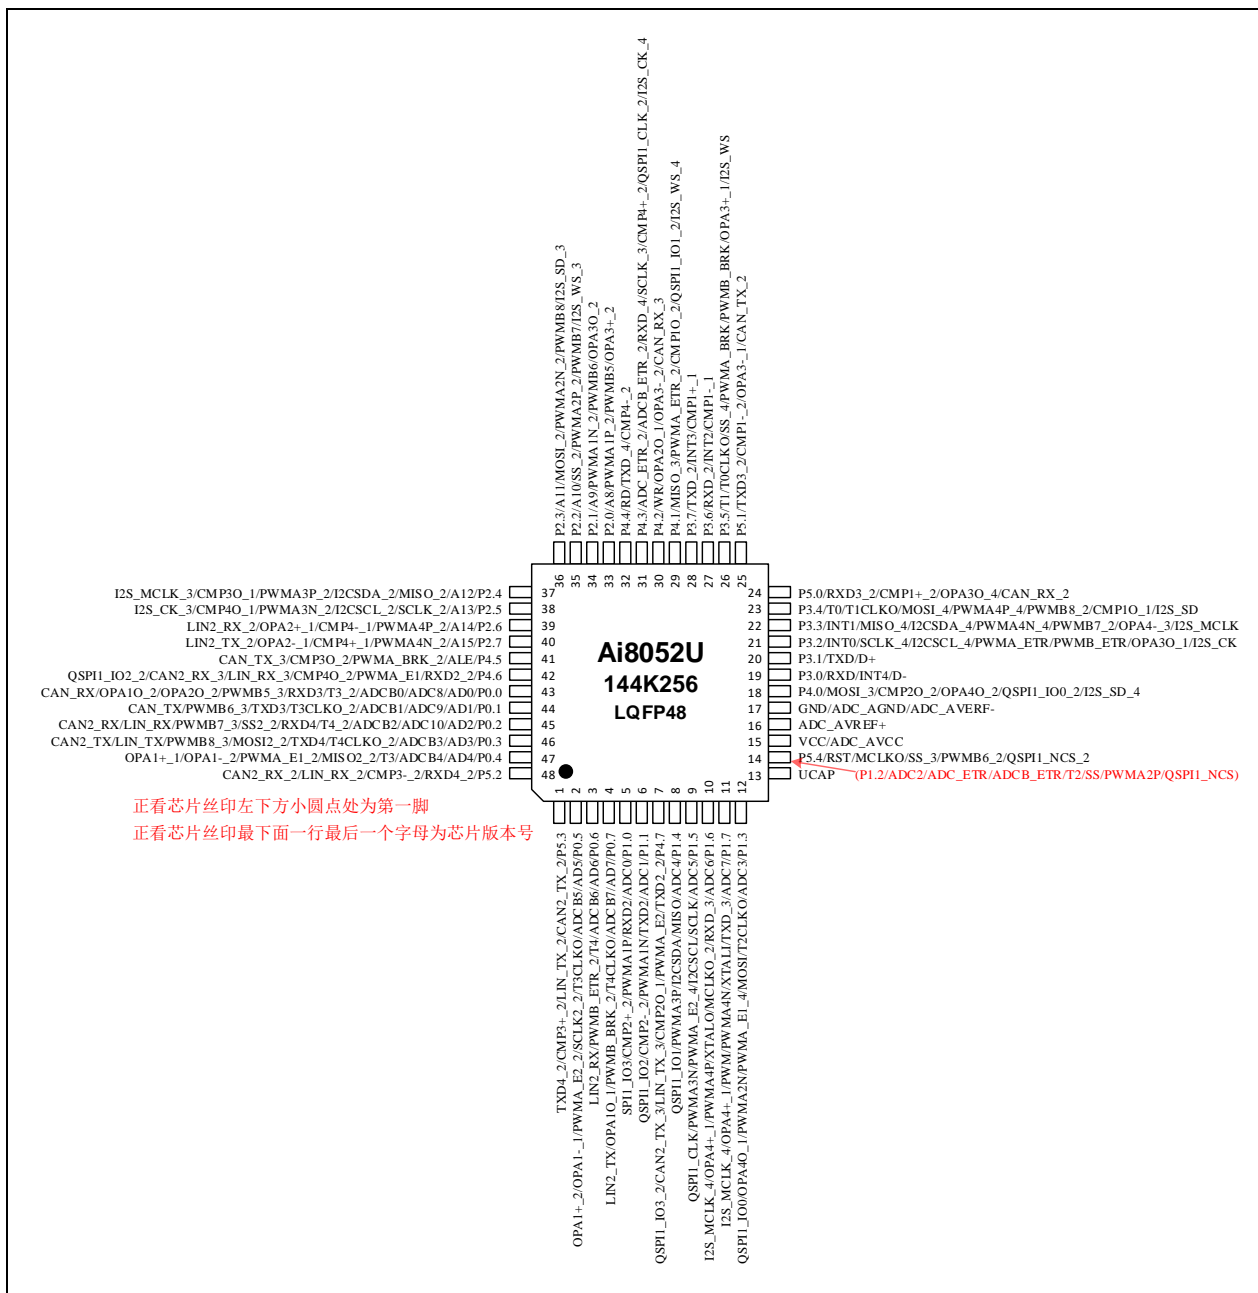 P2.3/A11/MOSI_2/PWMA2N_2/PWMB8/I2S_SD_3
P2.2/A10/SS_2/PWMA2P_2/PWMB7/I2S_WS_3
P2.1/A9/PWMA1N_2/PWMB6/OPA3O_2
P2.0/A8/PWMA1P_2/PWMB5/OPA3+_2
P4.4/RD/TXD_4/CMP4-_2
P4.3/ADC_ETR_2/ADCB_ETR_2/RXD_4/SCLK_3/CMP4+_2/QSPI1_CLK_2/I2S_CK_4
P4.2/WR/OPA2O_1/OPA3-_2/CAN_RX_3
P4.1/MISO_3/PWMA_ETR_2/CMP1O_2/QSPI1_IO1_2/I2S_WS_4
P3.7/TXD_2/INT3/CMP1+_1
P3.6/RXD_2/INT2/CMP1-_1
P3.5/T1/T0CLKO/SS_4/PWMA_BRK/PWMB_BRK/OPA3+_1/I2S_WS
P5.1/TXD3_2/CMP1-_2/OPA3-_1/CAN_TX_2
36 35 34 33 32 31 30 29 28 27 26 25
I2S_MCLK_3/CMP3O_1/PWMA3P_2/I2CSDA_2/MISO_2/A12/P2.4 37
I2S_CK_3/CMP4O_1/PWMA3N_2/I2CSCL_2/SCLK_2/A13/P2.5 38
LIN2_RX_2/OPA2+_1/CMP4-_1/PWMA4P_2/A14/P2.6 39
LIN2_TX_2/OPA2-_1/CMP4+_1/PWMA4N_2/A15/P2.7 40
CAN_TX_3/CMP3O_2/PWMA_BRK_2/ALE/P4.5 41
QSPI1_IO2_2/CAN2_RX_3/LIN_RX_3/CMP4O_2/PWMA_E1/RXD2_2/P4.6 42
CAN_RX/OPA1O_2/OPA2O_2/PWMB5_3/RXD3/T3_2/ADCB0/ADC8/AD0/P0.0 43
CAN_TX/PWMB6_3/TXD3/T3CLKO_2/ADCB1/ADC9/AD1/P0.1 44
CAN2_RX/LIN_RX/PWMB7_3/SS2_2/RXD4/T4_2/ADCB2/ADC10/AD2/P0.2 45
CAN2_TX/LIN_TX/PWMB8_3/MOSI2_2/TXD4/T4CLKO_2/ADCB3/AD3/P0.3 46
OPA1+_1/OPA1-_2/PWMA_E1_2/MISO2_2/T3/ADCB4/AD4/P0.4 47
CAN2_RX_2/LIN_RX_2/CMP3-_2/RXD4_2/P5.2 48
Ai8052U
144K256
LQFP48
24 P5.0/RXD3_2/CMP1+_2/OPA3O_4/CAN_RX_2
23 P3.4/T0/T1CLKO/MOSI_4/PWMA4P_4/PWMB8_2/CMP1O_1/I2S_SD
22 P3.3/INT1/MISO_4/I2CSDA_4/PWMA4N_4/PWMB7_2/OPA4-_3/I2S_MCLK
21 P3.2/INT0/SCLK_4/I2CSCL_4/PWMA_ETR/PWMB_ETR/OPA3O_1/I2S_CK
20 P3.1/TXD/D+
19 P3.0/RXD/INT4/D-
18 P4.0/MOSI_3/CMP2O_2/OPA4O_2/QSPI1_IO0_2/I2S_SD_4
17 GND/ADC_AGND/ADC_AVERF-
16 ADC_AVREF+
15 VCC/ADC_AVCC
14 P5.4/RST/MCLKO/SS_3/PWMB6_2/QSPI1_NCS_2
13 UCAP (P1.2/ADC2/ADC_ETR/ADCB_ETR/T2/SS/PWMA2P/QSPI1_NCS)
正看芯片丝印左下方小圆点处为第一脚
正看芯片丝印最下面一行最后一个字母为芯片版本号
1 2 3 4 5 6 7 8 9 10 11 12
TXD4_2/CMP3+_2/LIN_TX_2/CAN2_TX_2/P5.3
OPA1+_2/OPA1-_1/PWMA_E2_2/SCLK2_2/T3CLKO/ADCB5/AD5/P0.5
LIN2_RX/PWMB_ETR_2/T4/ADCB6/AD6/P0.6
LIN2_TX/OPA1O_1/PWMB_BRK_2/T4CLKO/ADCB7/AD7/P0.7
SPI1_IO3/CMP2+_2/PWMA1P/RXD2/ADC0/P1.0
QSPI1_IO2/CMP2-_2/PWMA1N/TXD2/ADC1/P1.1
QSPI1_IO3_2/CAN2_TX_3/LIN_TX_3/CMP2O_1/PWMA_E2/TXD2_2/P4.7
QSPI1_IO1/PWMA3P/I2CSDA/MISO/ADC4/P1.4
QSPI1_CLK/PWMA3N/PWMA_E2_4/I2CSCL/SCLK/ADC5/P1.5
I2S_MCLK_4/OPA4+_1/PWMA4P/XTALO/MCLKO_2/RXD_3/ADC6/P1.6
I2S_MCLK_4/OPA4+_1/PWM/PWMA4N/XTALI/TXD_3/ADC7/P1.7
QSPI1_IO0/OPA4O_1/PWMA2N/PWMA_E1_4/MOSI/T2CLKO/ADC3/P1.3